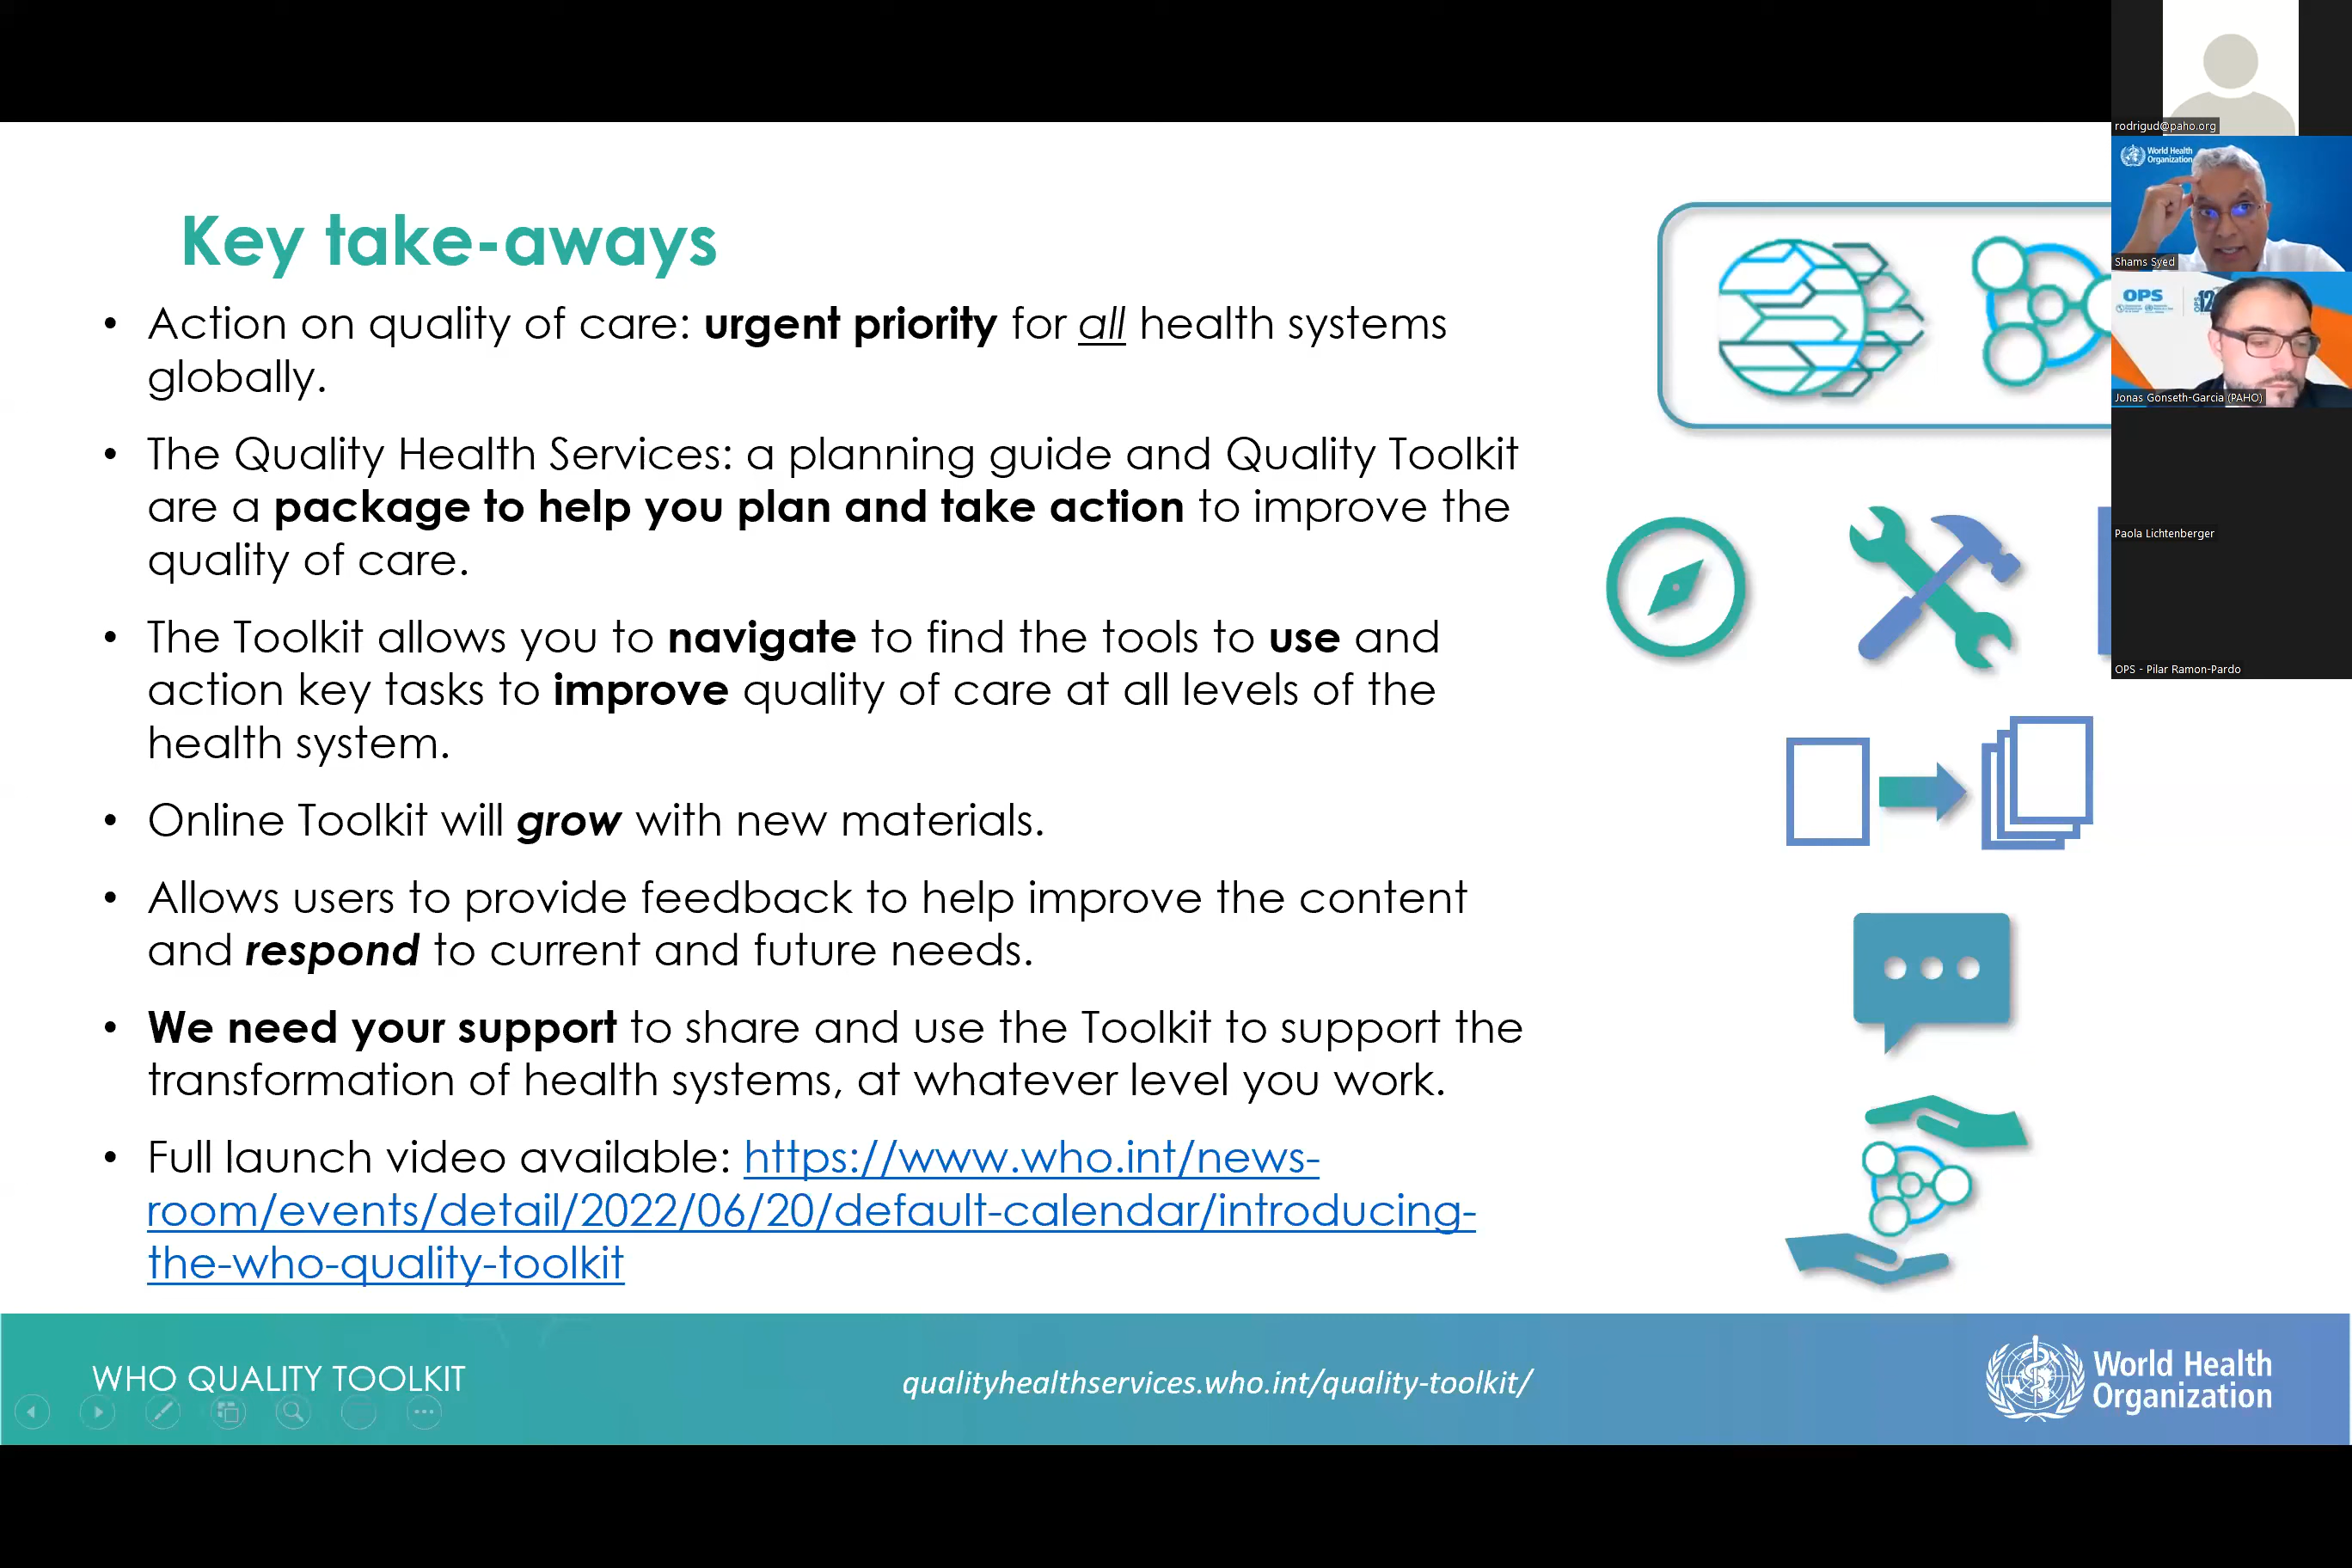 Key take-aways
• Action on quality of care: urgent priority for all health systems
globally.
• The Quality Health Services: a planning guide and Quality Toolkit
are a package to help you plan and take action to improve the
quality of care.
• The Toolkit allows you to navigate to find the tools to use and
action key tasks to improve quality of care at all levels of the
health system.
• Online Toolkit will grow with new materials.
• Allows users to provide feedback to help improve the content
and respond to current and future needs.
• We need your support to share and use the Toolkit to support the
transformation of health systems, at whatever level you work.
• Full launch video available: https://www.who.int/news-
room/events/detail/2022/06/20/default-calendar/introducing-
the-who-quality-toolkit
WHO QUALITY TOOLKIT
qualityhealthservices.who.int/quality-toolkit/
World Health
Organization
rodrigud@paho.org
World Health
Organization
Shams Syed
OPS
Jonas Gonseth-Garcia (PAHO)
Paola Lichtenberger
OPS - Pilar Ramon-Pardo